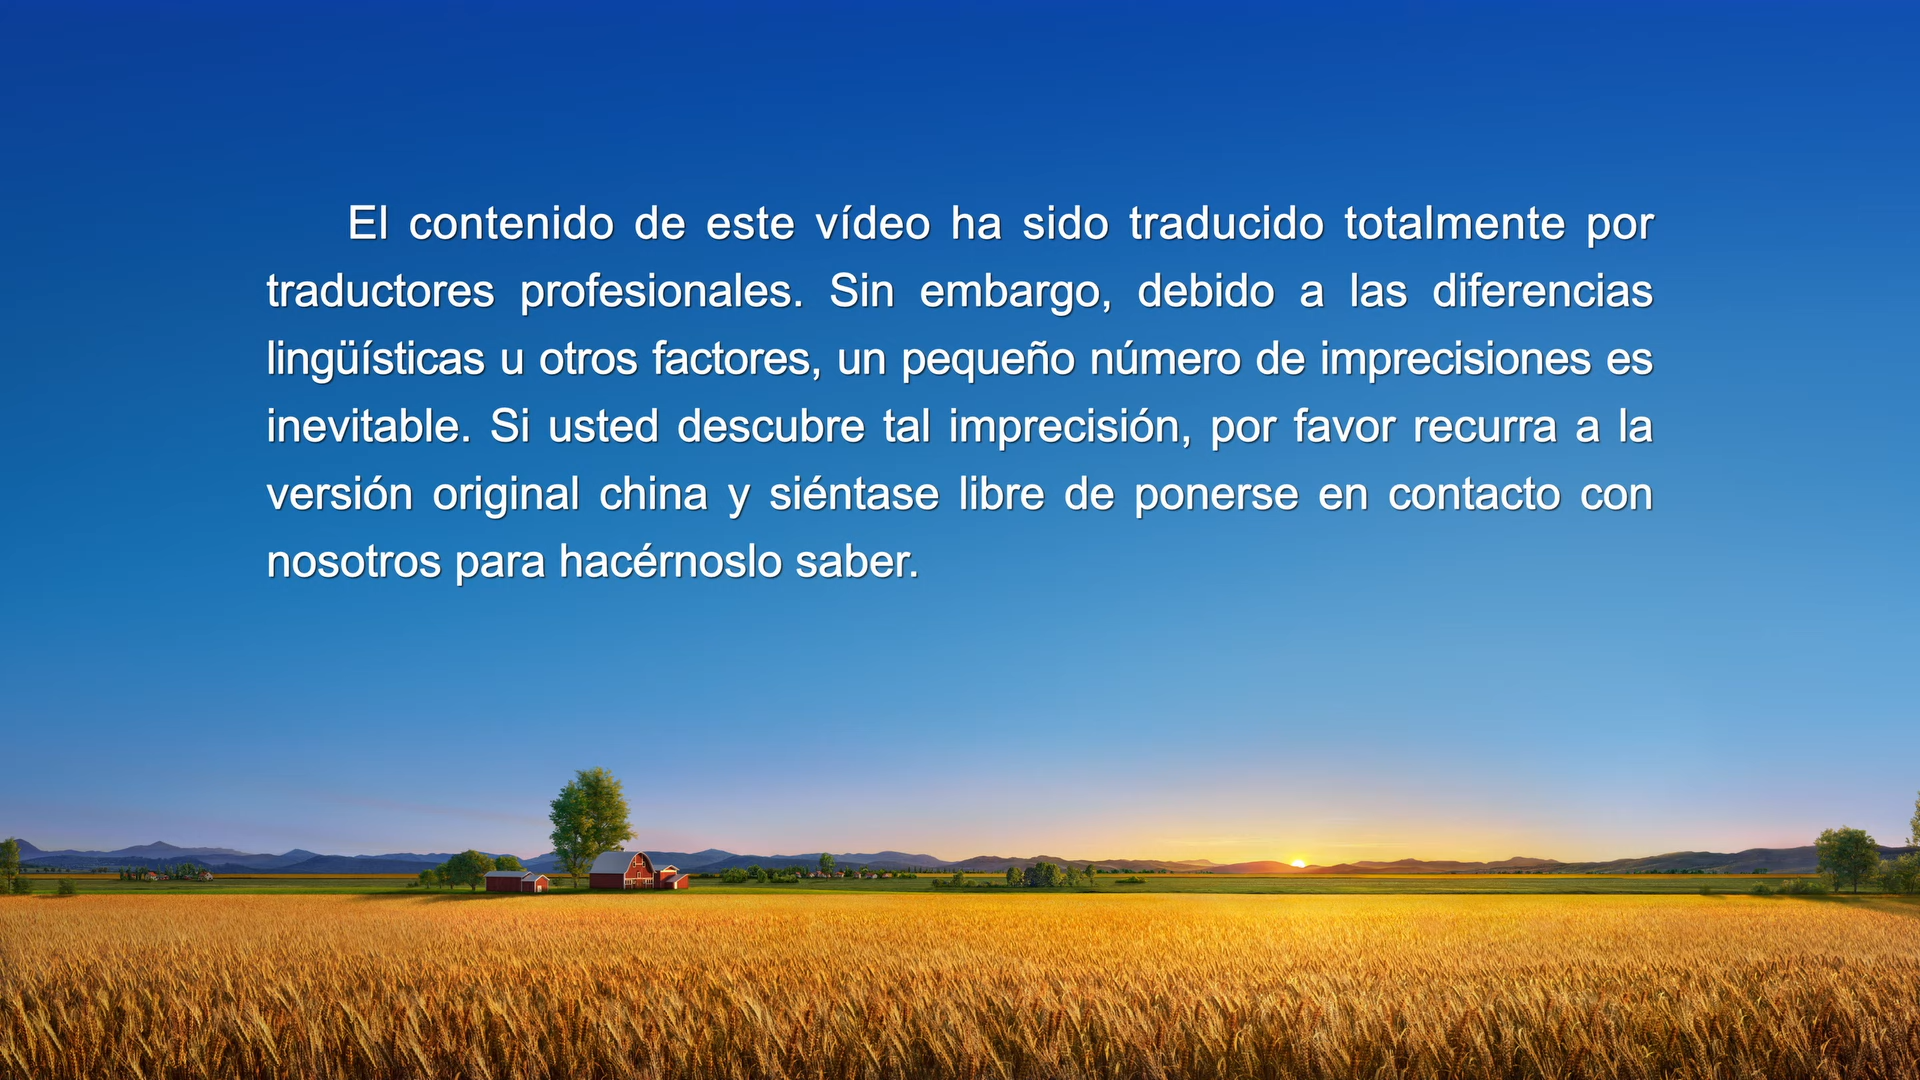 El contenido de este vídeo ha sido traducido totalmente por
traductores profesionales. Sin embargo, debido a las diferencias
lingüísticas u otros factores, un pequeño número de imprecisiones es
inevitable. Si usted descubre tal imprecisión, por favor recurra a la
versión original china y siéntase libre de ponerse en contacto con
nosotros para hacérnoslo saber.